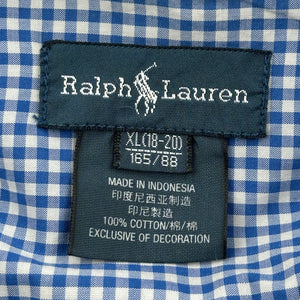 Ralph Lauren
XL(18-20)
165/88
MADE IN INDONESIA
印度尼西亚制造
印尼製造
100% COTTON/棉/棉
EXCLUSIVE OF DECORATION